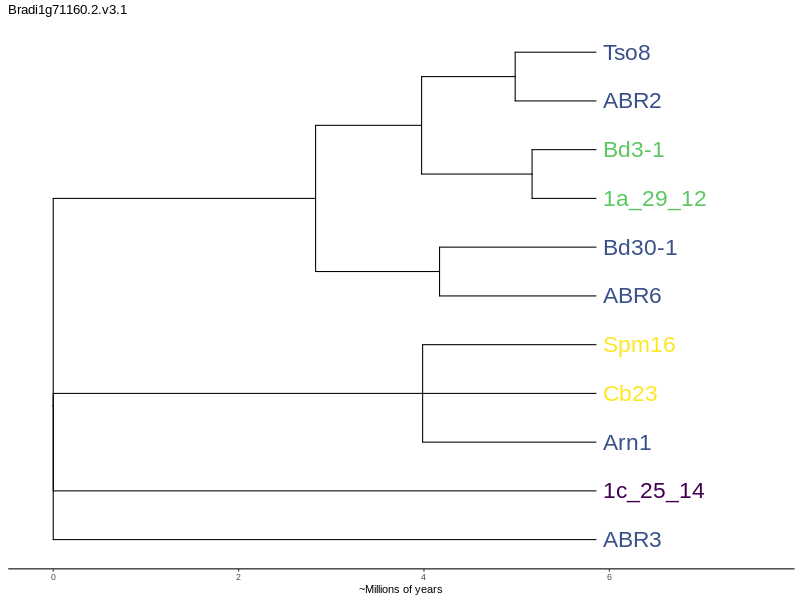 Bradi1g71160.2.v3.1
Tso8
ABR2
Bd3-1
1a_29_12
Bd30-1
ABR6
Spm16
Cb23
Arn1
1c_25_14
ABR3
0 2 4 6
~Millions of years